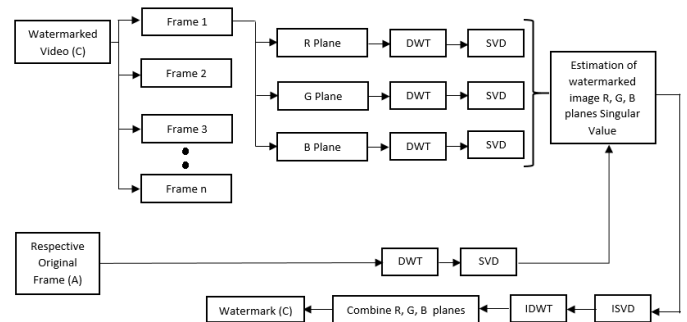 Watermarked
Video (C)
Frame 1
Frame 2
Frame 3
Frame n
R Plane
DWT
SVD
G Plane
DWT
SVD
B Plane
DWT
SVD
Estimation of
watermarked
image R, G, B
planes Singular
Value
Respective
Original
Frame (A)
DWT
SVD
Watermark (C)
Combine R, G, B planes
IDWT
ISVD